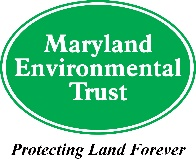 Maryland
Environmental
Trust
Protecting Land Forever